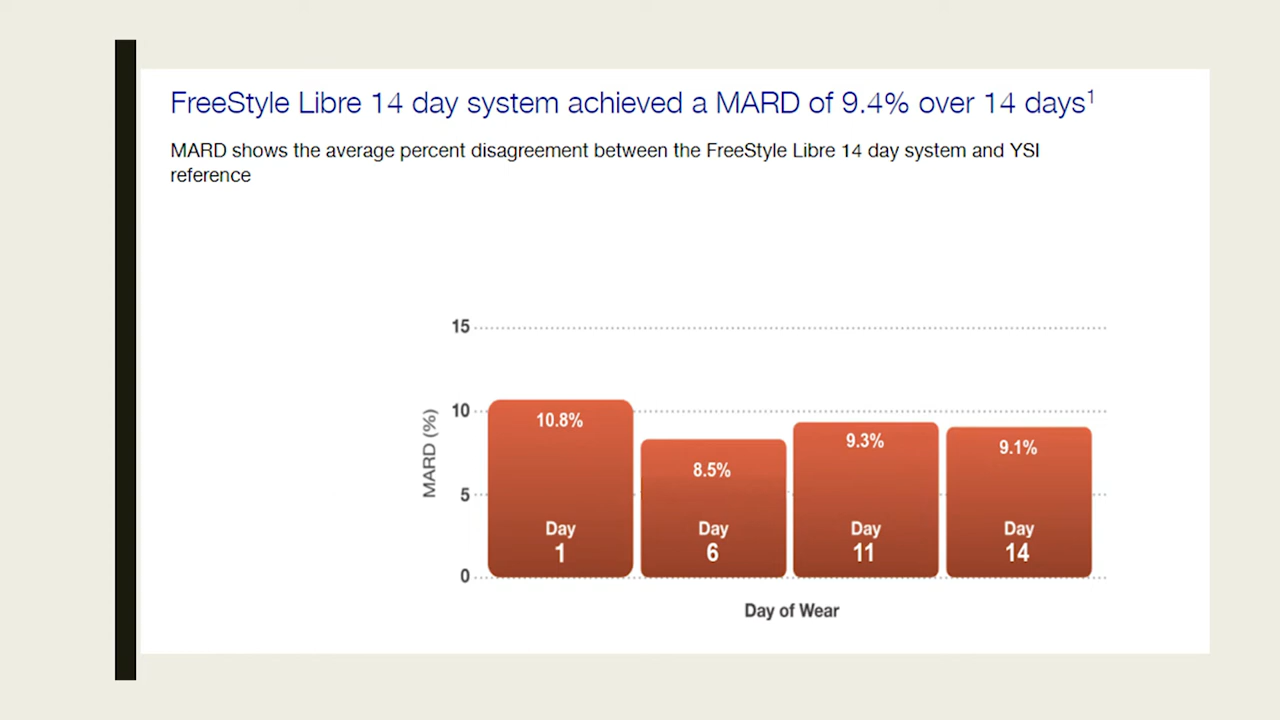 FreeStyle Libre 14 day system achieved a MARD of 9.4% over 14 days¹
MARD shows the average percent disagreement between the FreeStyle Libre 14 day system and YSI
reference
15
10
5
0
MARD (%)
10.8%
Day
1
8.5%
Day
6
9.3%
Day
11
9.1%
Day
14
Day of Wear